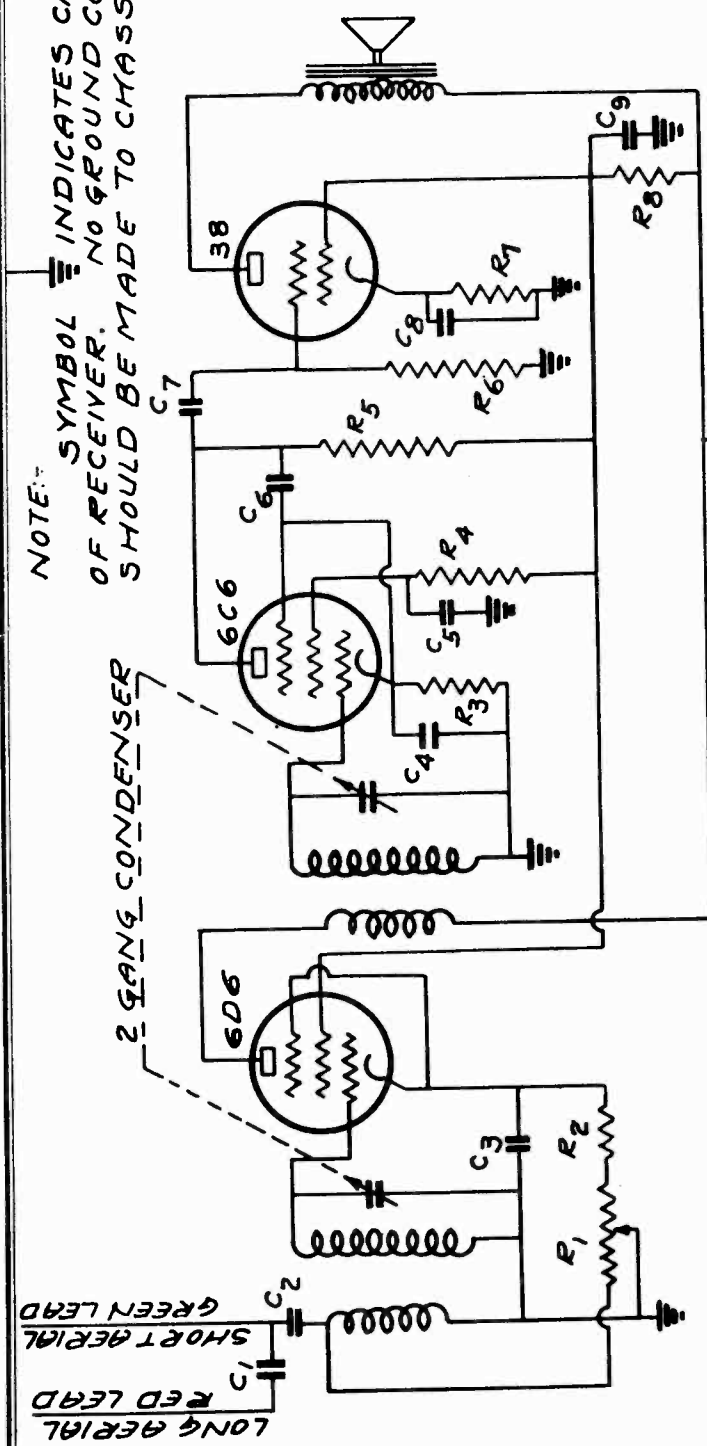 NOTE:-
SYMBOL INDICATES
OF RECEIVER. NO GROUND
SHOULD BE MADE TO
2 GANG CONDENSER
6D6
6C6
38
LONG AERIAL
RED LEAD
SHORT AERIAL
GREEN LEAD
C1
C2
C3
R1
R2
C4
R3
C5
R4
C6
R5
C7
R6
C8
R7
R8
C9